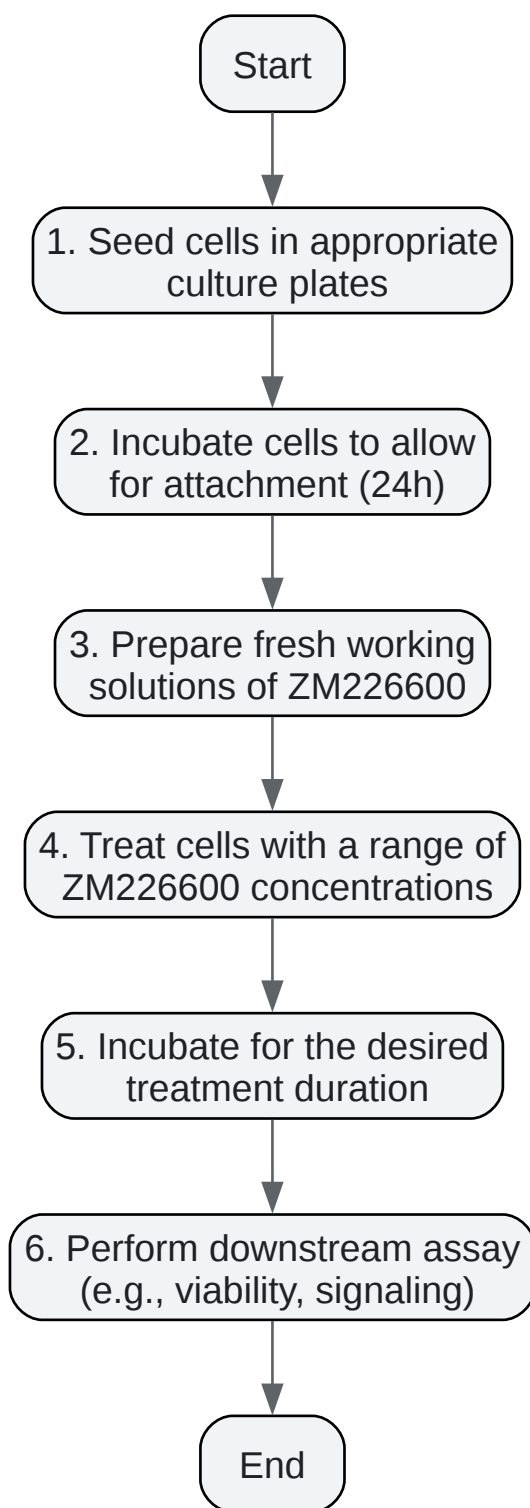 Start
1. Seed cells in appropriate
culture plates
2. Incubate cells to allow
for attachment (24h)
3. Prepare fresh working
solutions of ZM226600
4. Treat cells with a range of
ZM226600 concentrations
5. Incubate for the desired
treatment duration
6. Perform downstream assay
(e.g., viability, signaling)
End